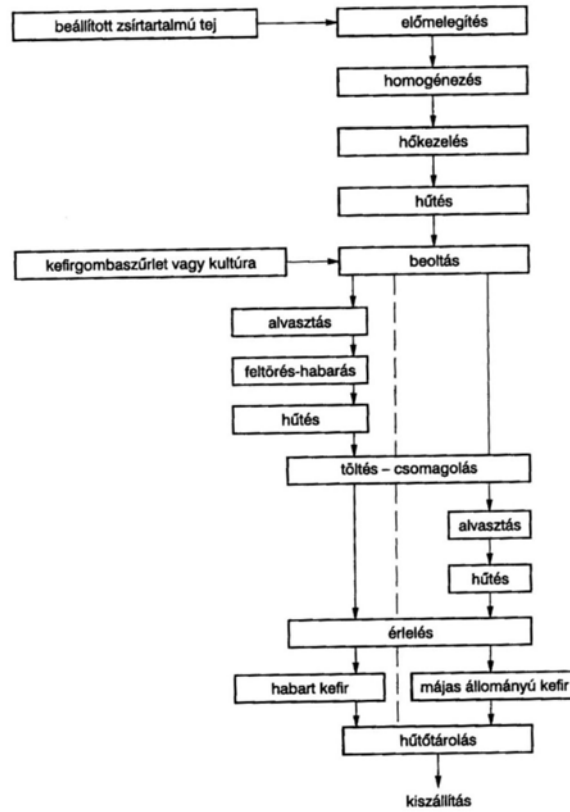 beállított zsírtartalmú tej
előmelegítés
homogénezés
hőkezelés
hűtés
kefirgombaszűrlet vagy kultúra
beoltás
alvasztás
feltörés-habarás
hűtés
töltés – csomagolás
alvasztás
hűtés
érlelés
habart kefir
májas állományú kefir
hűtőtárolás
kiszállítás